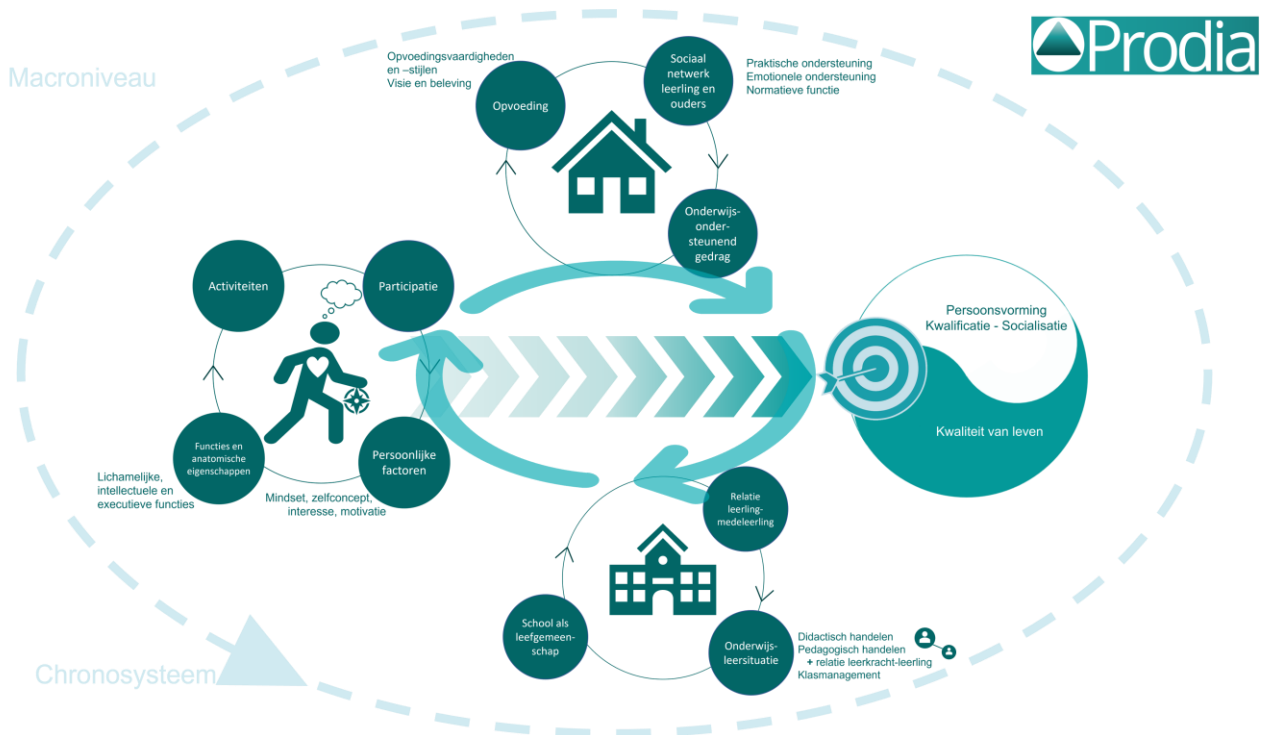 Prodia
Macroniveau
Opvoedingsvaardigheden
en –stijlen
Visie en beleving
Opvoeding
Sociaal
netwerk
leerling en
ouders
Praktische ondersteuning
Emotionele ondersteuning
Normatieve functie
Onderwijs-
onder-
steunend
gedrag
Activiteiten
Participatie
Functies en
anatomische
eigenschappen
Persoonlijke
factoren
Lichamelijke,
intellectuele en
executieve functies
Mindset, zelfconcept,
interesse, motivatie
Persoonsvorming
Kwalificatie - Socialisatie
Kwaliteit van leven
Relatie
leerling-
medeleerling
School als
leefgemeen-
schap
Onderwijs-
leersituatie
Didactisch handelen
Pedagogisch handelen
+ relatie leerkracht-leerling
Klasmanagement
Chronosysteem